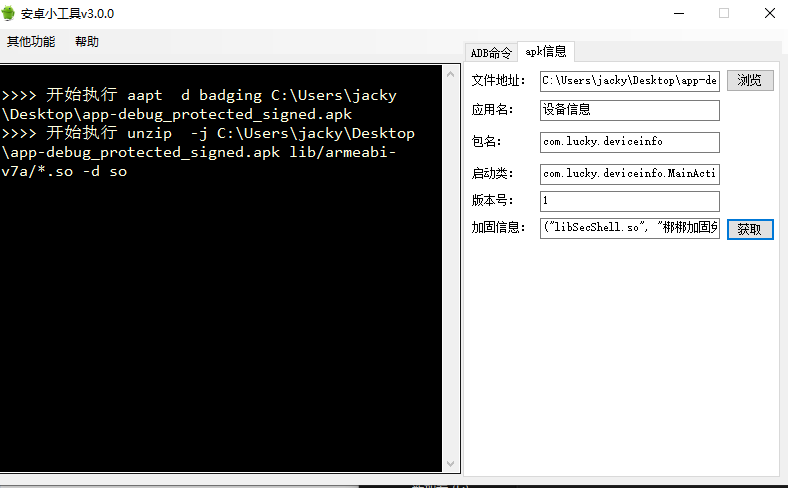 安卓小工具v3.0.0
其他功能 帮助
>>>> 开始执行 aapt  d badging C:\Users\jacky
\Desktop\app-debug_protected_signed.apk
>>>> 开始执行 unzip  -j C:\Users\jacky\Desktop
\app-debug_protected_signed.apk lib/armeabi-
v7a/*.so -d so
ADB命令 apk信息
文件地址： C:\Users\jacky\Desktop\app-de 浏览
应用名： 设备信息
包名： com.lucky.deviceinfo
启动类： com.lucky.deviceinfo.MainActi
版本号： 1
加固信息： ("libSecShell.so", "梆梆加固免 获取